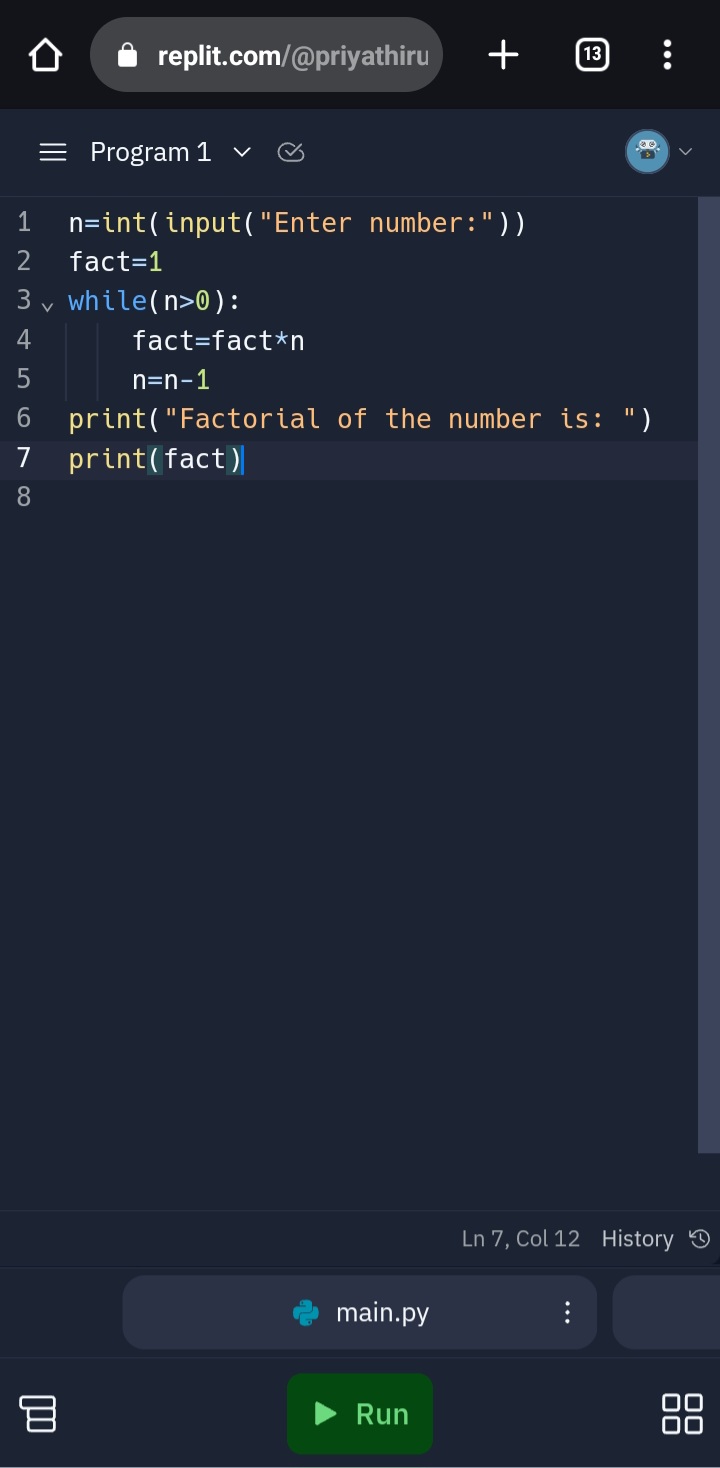 replit.com/@priyathiru
13
Program 1
1 n=int(input("Enter number:"))
2 fact=1
3 while(n>0):
4     fact=fact*n
5     n=n-1
6 print("Factorial of the number is: ")
7 print(fact)
8
Ln 7, Col 12 History
main.py
Run